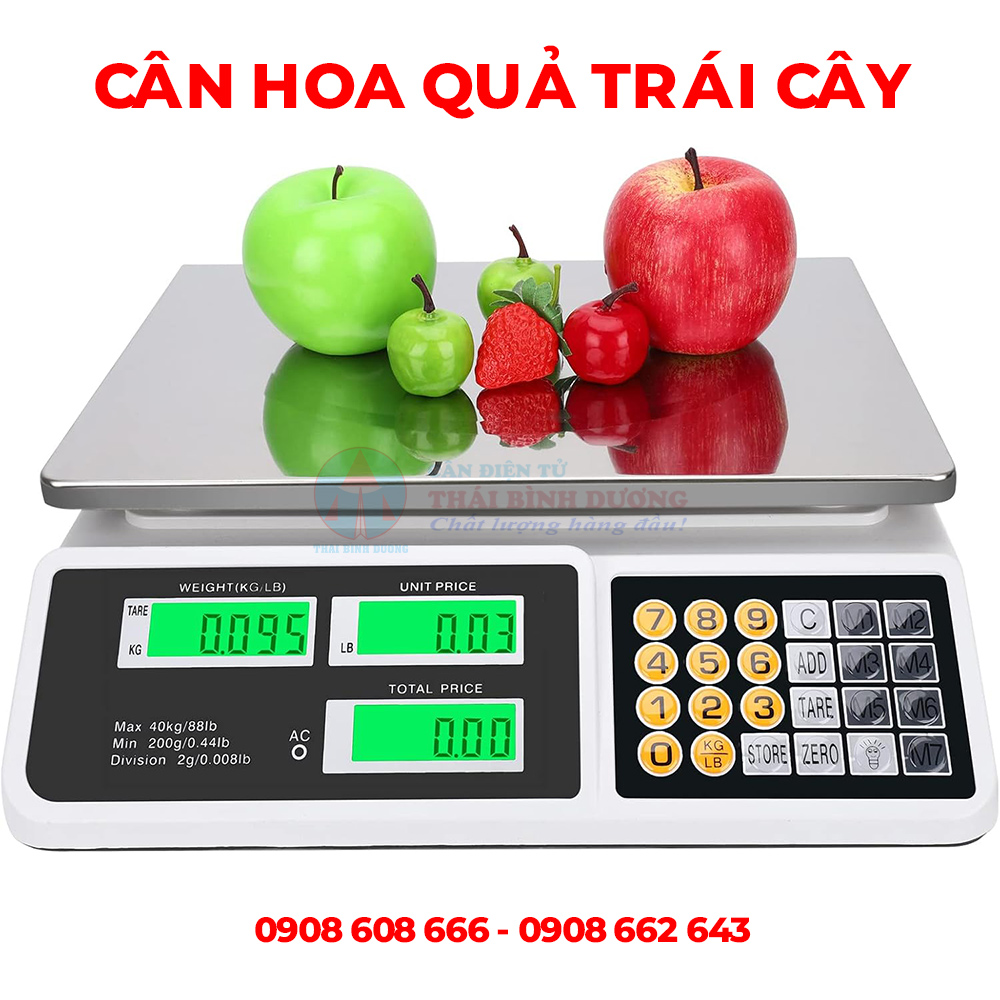 CÂN HOA QUẢ TRÁI CÂY
ÂN ĐIỆN TỬ
THÁI BÌNH DƯƠNG
Chất lượng hàng đầu!
THÁI BÌNH DƯƠNG
WEIGHT(KG/LB)
UNIT PRICE
TARE
KG
0.095
LB
0.03
TOTAL PRICE
0.00
Max 40kg/88lb
Min 200g/0.44lb
Division 2g/0.008lb
AC
7 8 9 C M1 M2
4 5 6 ADD M3 M4
1 2 3 TARE M5 M6
0 KG LB STORE ZERO M7
0908 608 666 - 0908 662 643